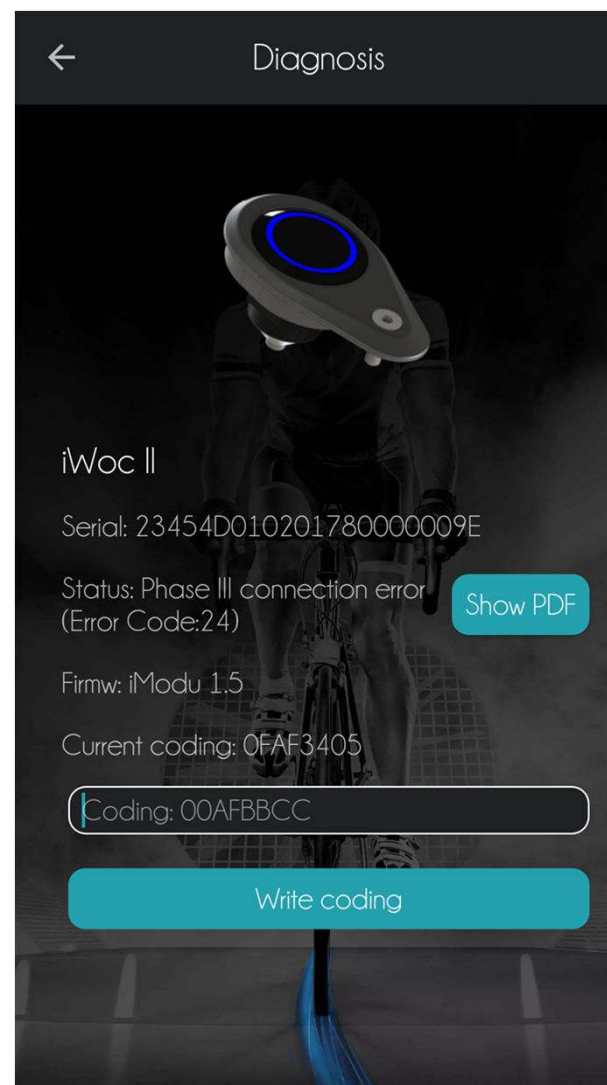 Diagnosis
iWoc II
Serial: 23454D010201780000009E
Status: Phase III connection error
(Error Code:24)
Show PDF
Firmw: iModu 1.5
Current coding: 0FAF3405
Coding: 00AFBBCC
Write coding